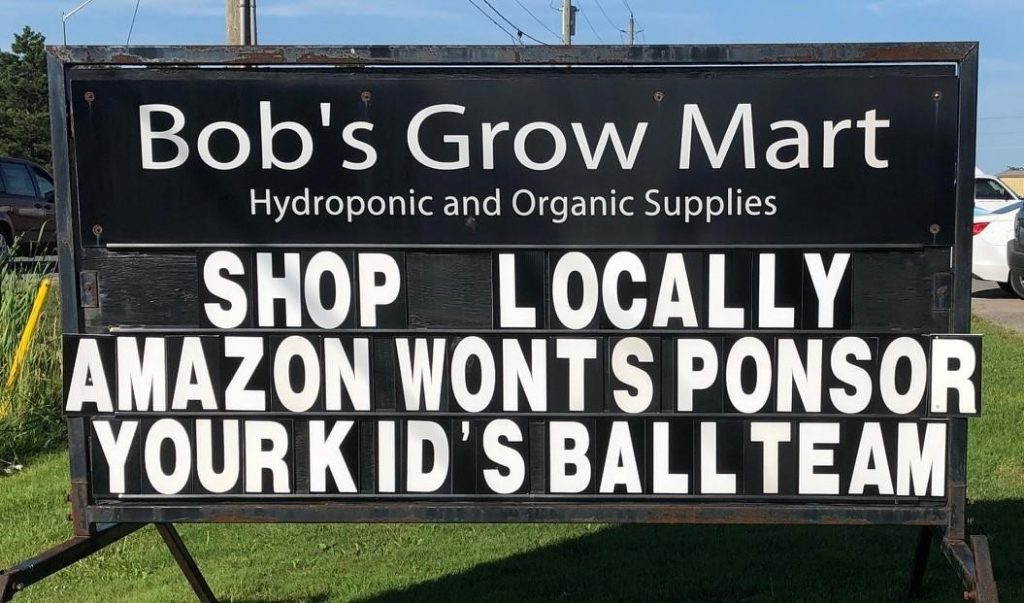 Bob's Grow Mart
Hydroponic and Organic Supplies
SHOP LOCALLY
AMAZON WONT SPONSOR
YOUR KID'S BALL TEAM